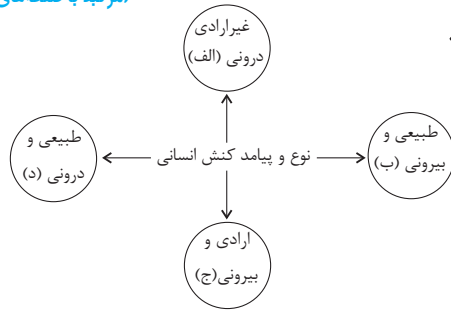 غیرارادی
درونی (الف)
طبیعی و
بیرونی (ب)
نوع و پیامد کنش انسانی
طبیعی و
درونی (د)
ارادی و
بیرونی(ج)